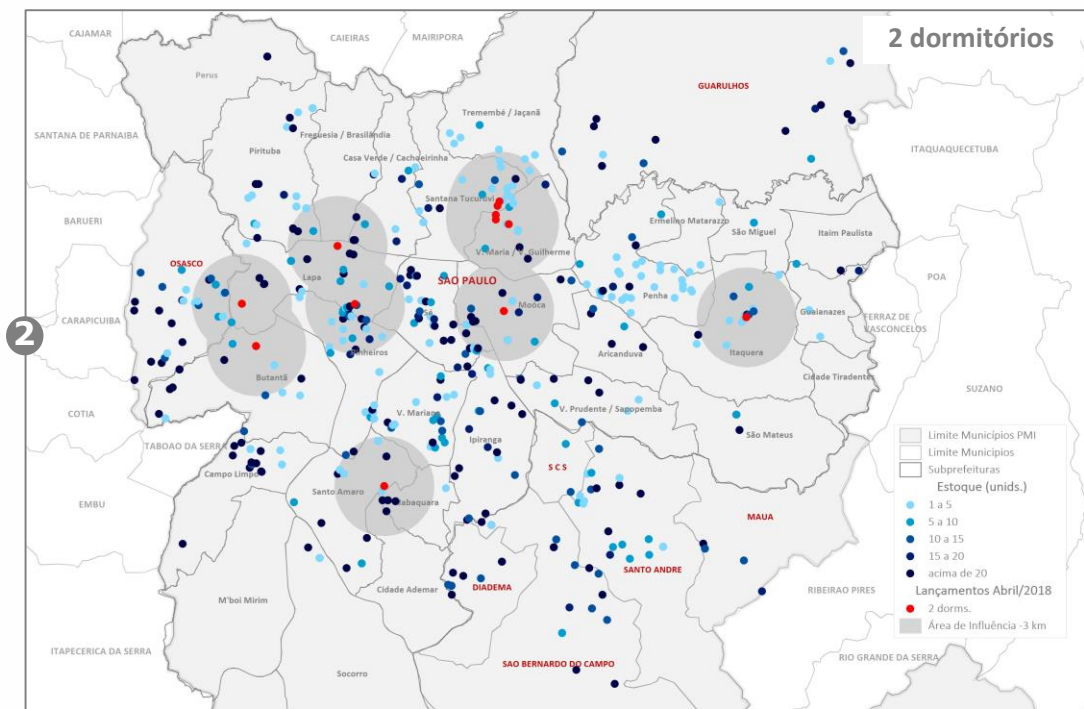 2 dormitórios
CAJAMAR
CAIEIRAS
MAIRIPORA
Perus
GUARULHOS
Tremembé / Jaçanã
SANTANA DE PARNAIBA
Freguesia / Brasilândia
Pirituba
Casa Verde / Cachoeirinha
ITAQUAQUECETUBA
Santana Tucuruvi
BARUERI
Ermelino Matarazzo
São Miguel
Itaim Paulista
V. Maria / V. Guilherme
OSASCO
Lapa
SAO PAULO
POA
Penha
Moóca
Sé
Guaianazes
FERRAZ DE
VASCONCELOS
CARAPICUIBA
2
Pinheiros
Aricanduva
Itaquera
Butantã
Cidade Tiradentes
SUZANO
COTIA
V. Mariana
V. Prudente / Sapopemba
São Mateus
TABOAO DA SERRA
Ipiranga
Campo Limpo
S C S
Santo Amaro
Jabaquara
EMBU
MAUA
SANTO ANDRE
Cidade Ademar
DIADEMA
M'boi Mirim
RIBEIRAO PIRES
ITAPECERICA DA SERRA
Socorro
SAO BERNARDO DO CAMPO
RIO GRANDE DA SERRA
Limite Municípios PMI
Limite Municipios
Subprefeituras
Estoque (unids.)
1 a 5
5 a 10
10 a 15
15 a 20
acima de 20
Lançamentos Abril/2018
2 dorms.
Área de Influência -3 km